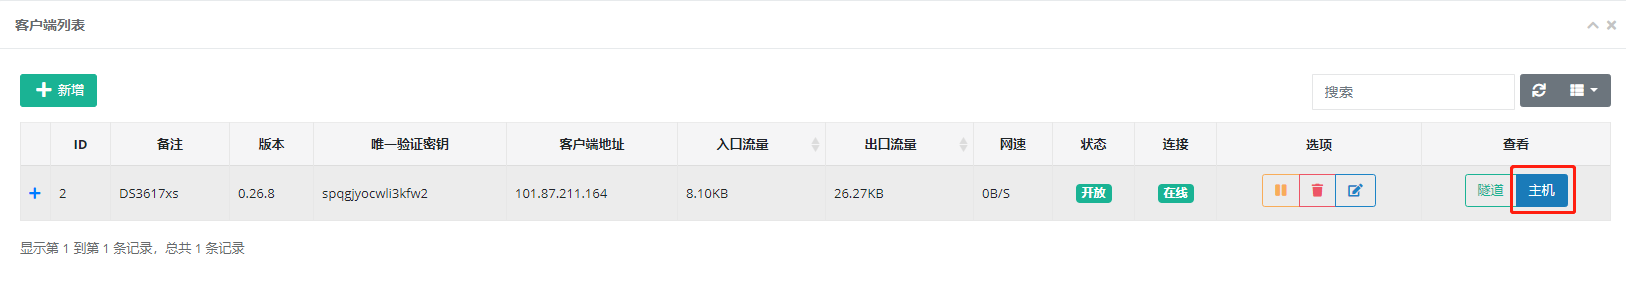 客户端列表
新增
搜索
ID 备注 版本 唯一验证密钥 客户端地址 入口流量 出口流量 网速 状态 连接 选项 查看
2 DS3617xs 0.26.8 spqgjyocwli3kfw2 101.87.211.164 8.10KB 26.27KB 0B/S 开放 在线 隧道 主机
显示第 1 到第 1 条记录，总共 1 条记录